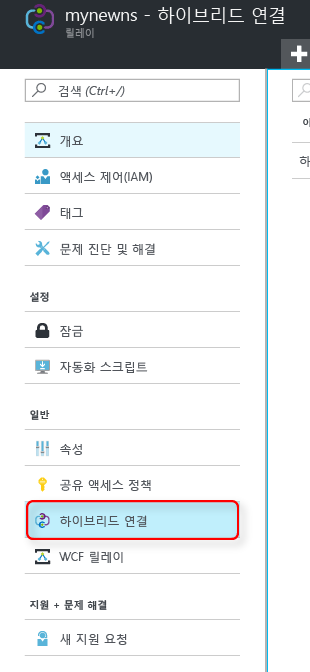 mynewns - 하이브리드 연결
릴레이
검색 (Ctrl+/)
개요
액세스 제어(IAM)
태그
문제 진단 및 해결
설정
잠금
자동화 스크립트
일반
속성
공유 액세스 정책
하이브리드 연결
WCF 릴레이
지원 + 문제 해결
새 지원 요청